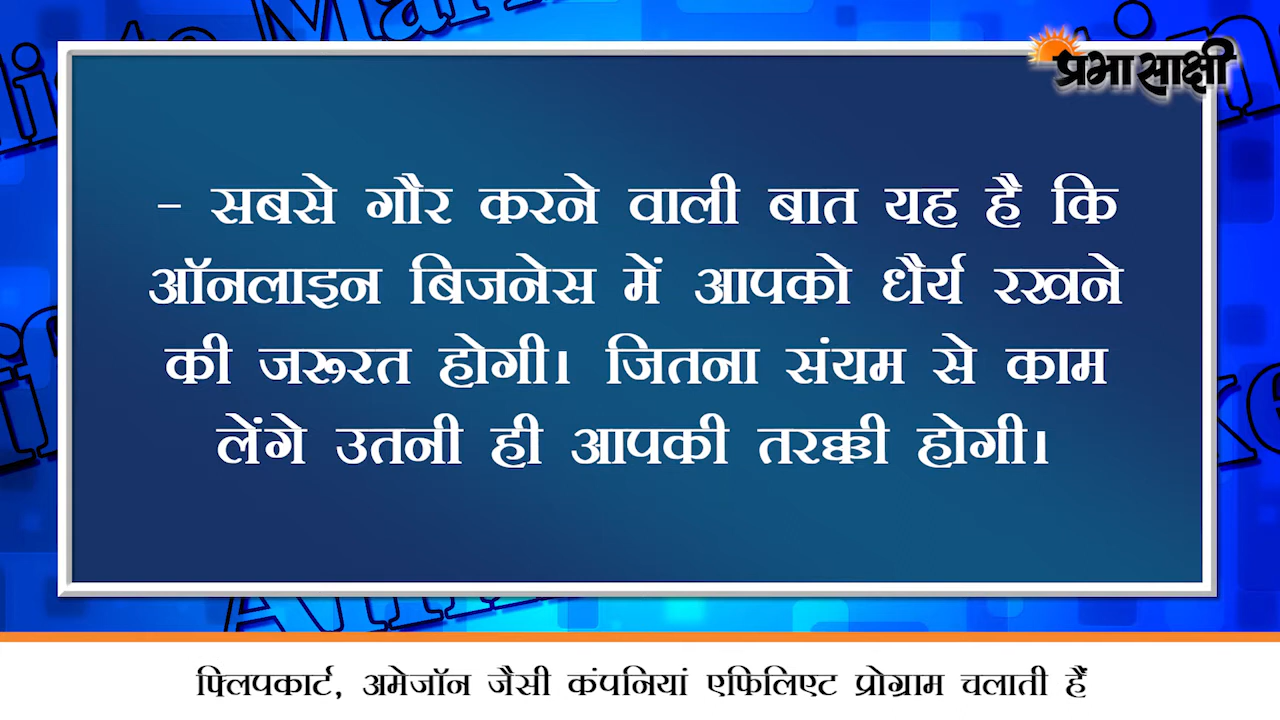 प्रभासाक्षी
- सबसे गौर करने वाली बात यह है कि
ऑनलाइन बिजनेस में आपको धैर्य रखने
की जरूरत होगी। जितना संयम से काम
लेंगे उतनी ही आपकी तरक्की होगी।
फ्लिपकार्ट, अमेजॉन जैसी कंपनियां एफिलिएट प्रोग्राम चलाती हैं